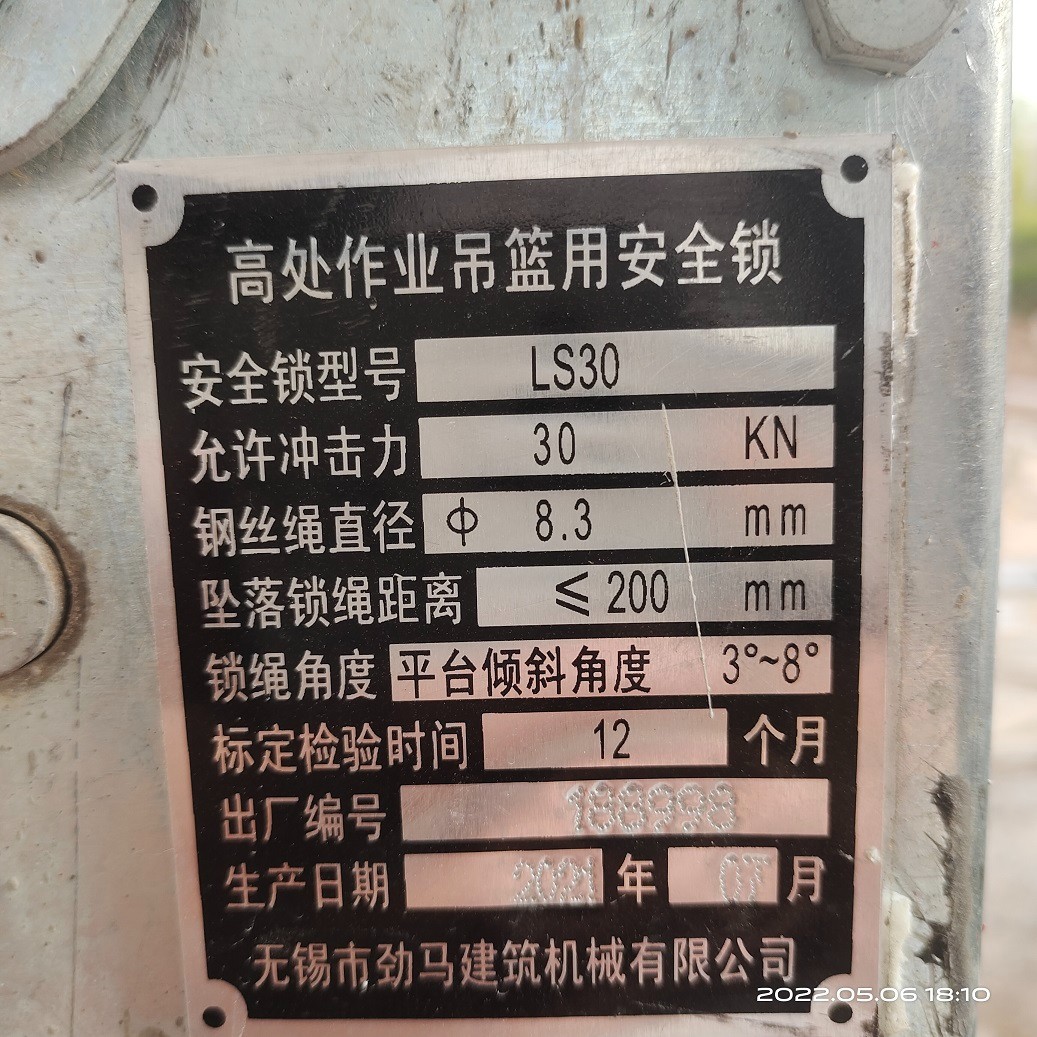 高处作业吊篮用安全锁
安全锁型号 LS30
允许冲击力 30 KN
钢丝绳直径 φ 8.3 mm
坠落锁绳距离 ≤200 mm
锁绳角度 平台倾斜角度 3°~8°
标定检验时间 12 个月
出厂编号 188998
生产日期 2021 年 07 月
无锡市劲马建筑机械有限公司
2022.05.06 18:10